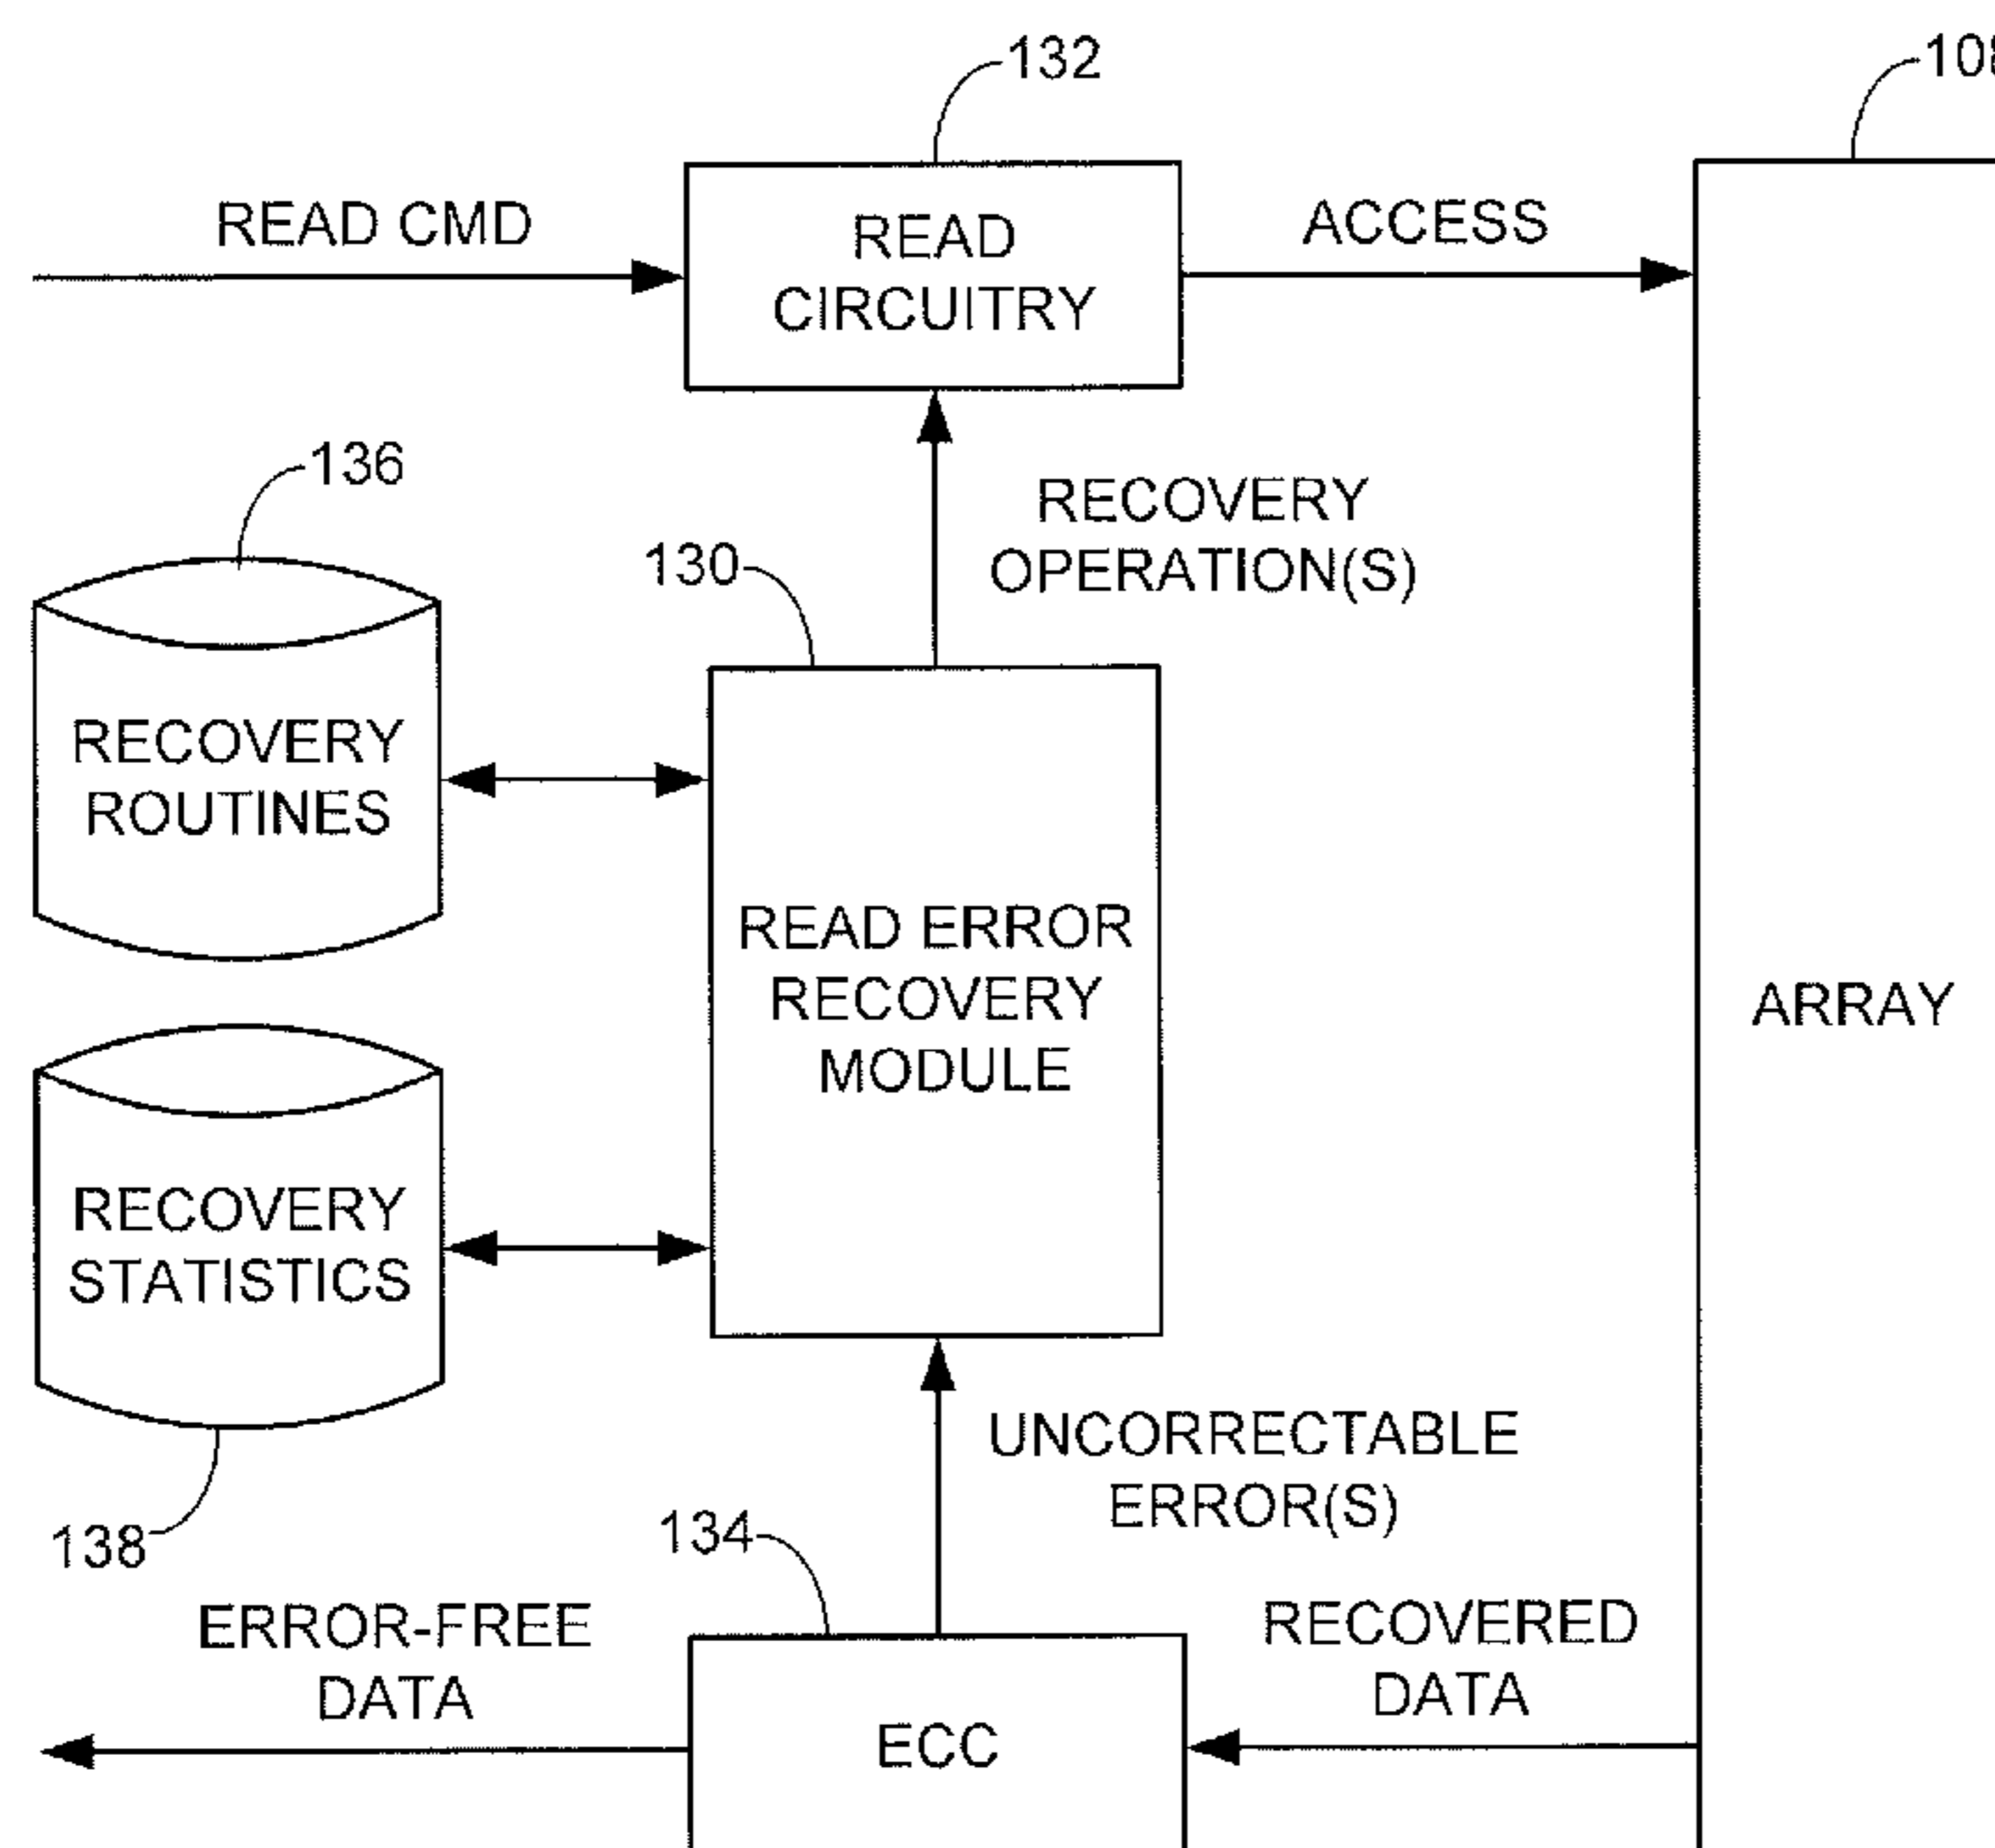 132
READ CMD
READ
CIRCUITRY
ACCESS
136
RECOVERY
OPERATION(S)
130
RECOVERY
ROUTINES
READ ERROR
RECOVERY
MODULE
ARRAY
RECOVERY
STATISTICS
UNCORRECTABLE
ERROR(S)
138
134
ERROR-FREE
DATA
RECOVERED
DATA
ECC